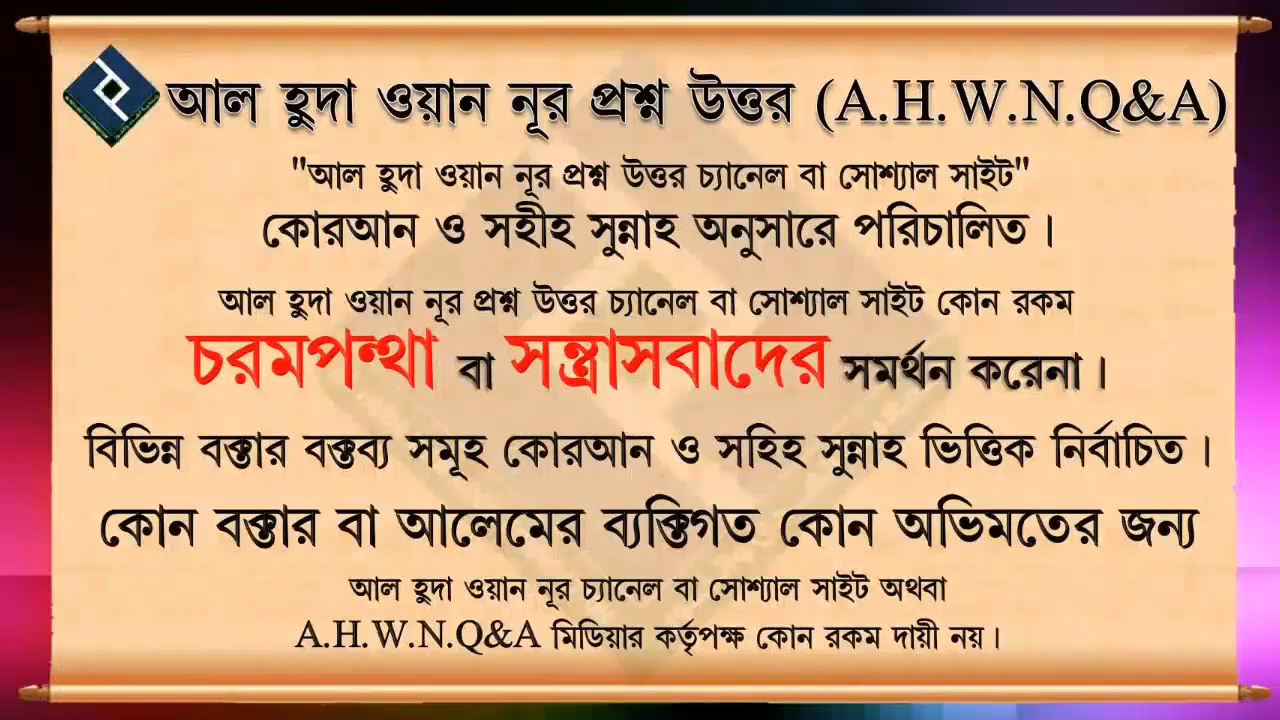 আল হুদা ওয়ান নূর প্রশ্ন উত্তর (A.H.W.N.Q&A)
"আল হুদা ওয়ান নূর প্রশ্ন উত্তর চ্যানেল বা সোশ্যাল সাইট"
কোরআন ও সহীহ সুন্নাহ অনুসারে পরিচালিত।
আল হুদা ওয়ান নূর প্রশ্ন উত্তর চ্যানেল বা সোশ্যাল সাইট কোন রকম
চরমপন্থা বা সন্ত্রাসবাদের সমর্থন করেনা।
বিভিন্ন বক্তার বক্তব্য সমূহ কোরআন ও সহিহ সুন্নাহ ভিত্তিক নির্বাচিত।
কোন বক্তার বা আলেমের ব্যক্তিগত কোন অভিমতের জন্য
আল হুদা ওয়ান নূর চ্যানেল বা সোশ্যাল সাইট অথবা
A.H.W.N.Q&A মিডিয়ার কর্তৃপক্ষ কোন রকম দায়ী নয়।